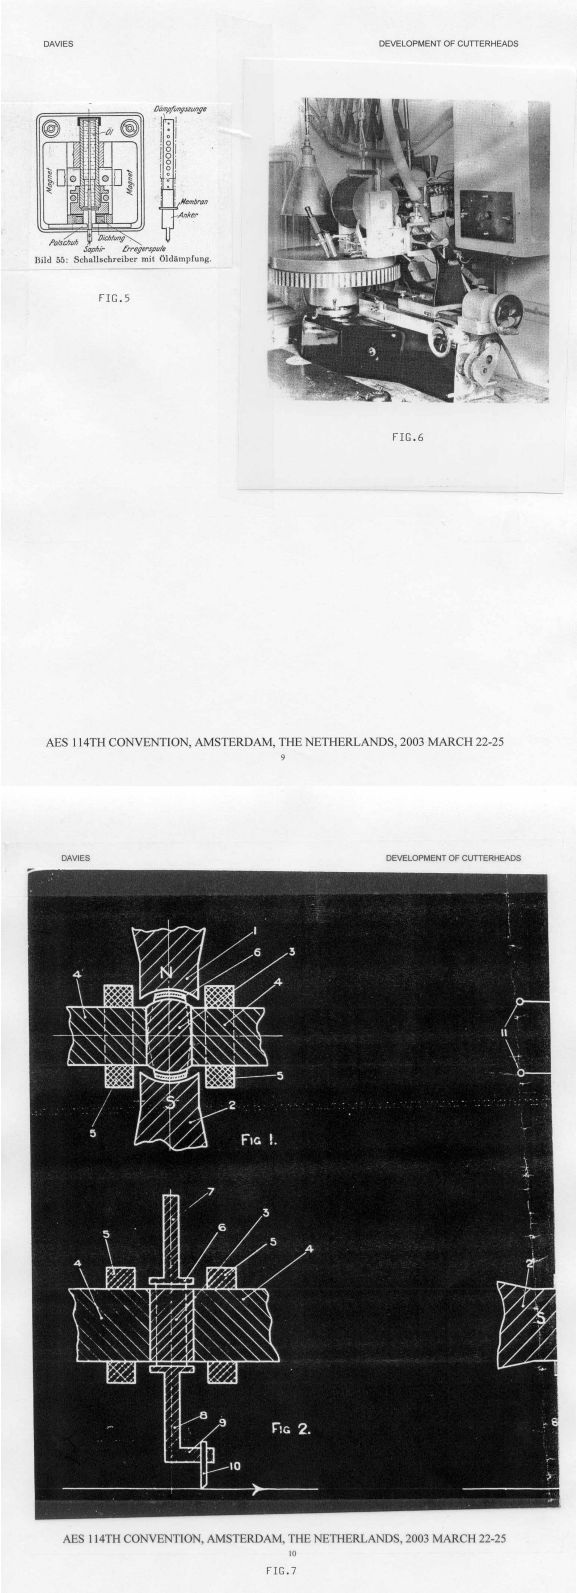 DAVIES
DEVELOPMENT OF CUTTERHEADS
Dämpfungszunge
Öl
Magnet
Magnet
Membran
Anker
Polschuh
Saphir
Dichtung
Erregerspule
Bild 55: Schallschreiber mit Öldämpfung.
FIG.5
FIG.6
AES 114TH CONVENTION, AMSTERDAM, THE NETHERLANDS, 2003 MARCH 22-25
9
DAVIES
DEVELOPMENT OF CUTTERHEADS
1
6
3
4
4
N
11
5
S
2
5
FIG 1.
7
3
6
5
5
4
4
2
S
8
9
FIG 2.
6
10
AES 114TH CONVENTION, AMSTERDAM, THE NETHERLANDS, 2003 MARCH 22-25
10
FIG.7